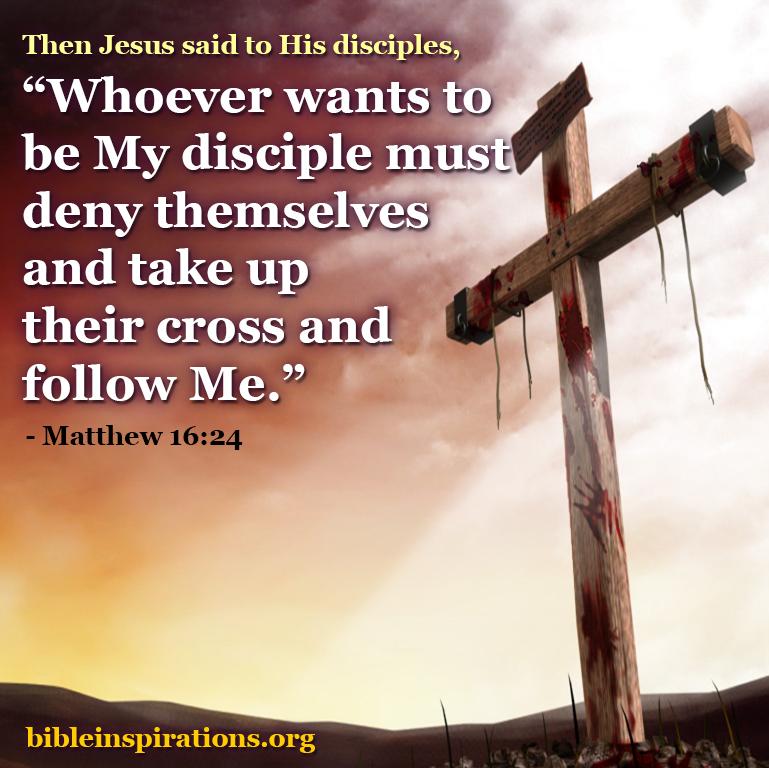 Then Jesus said to His disciples,
“Whoever wants to
be My disciple must
deny themselves
and take up
their cross and
follow Me.”
- Matthew 16:24
bibleinspirations.org